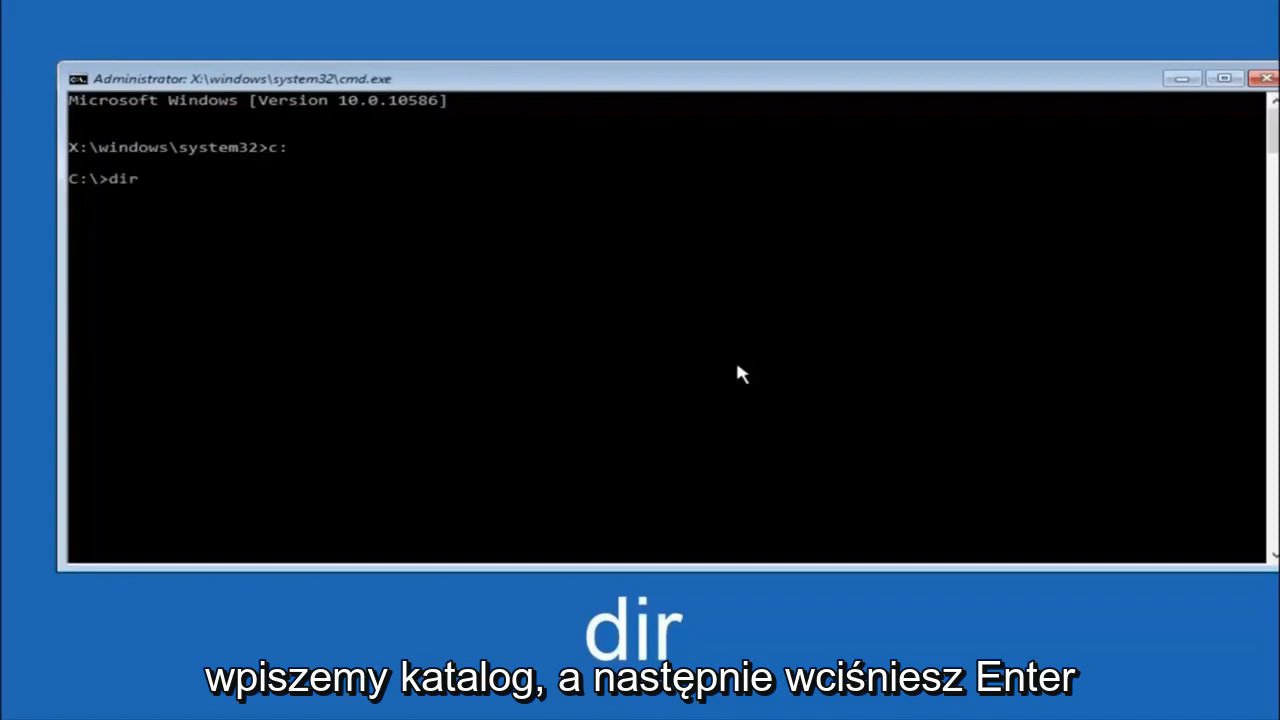 Administrator: X:\windows\system32\cmd.exe
Microsoft Windows [Version 10.0.10586]
X:\windows\system32>c:
C:\>dir
dir
wpiszemy katalog, a następnie wciśniesz Enter